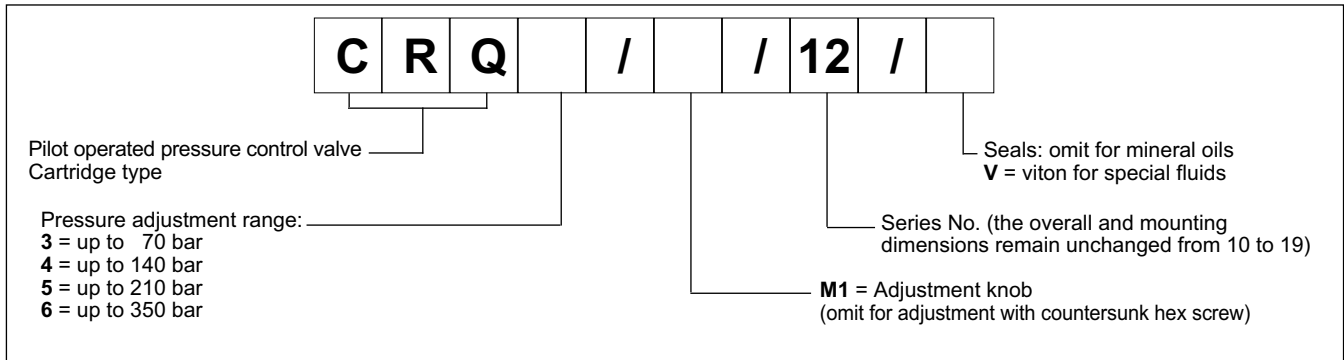 C R Q / / 12 /
Pilot operated pressure control valve
Cartridge type
Pressure adjustment range:
3 = up to 70 bar
4 = up to 140 bar
5 = up to 210 bar
6 = up to 350 bar
Seals: omit for mineral oils
V = viton for special fluids
Series No. (the overall and mounting
dimensions remain unchanged from 10 to 19)
M1 = Adjustment knob
(omit for adjustment with countersunk hex screw)